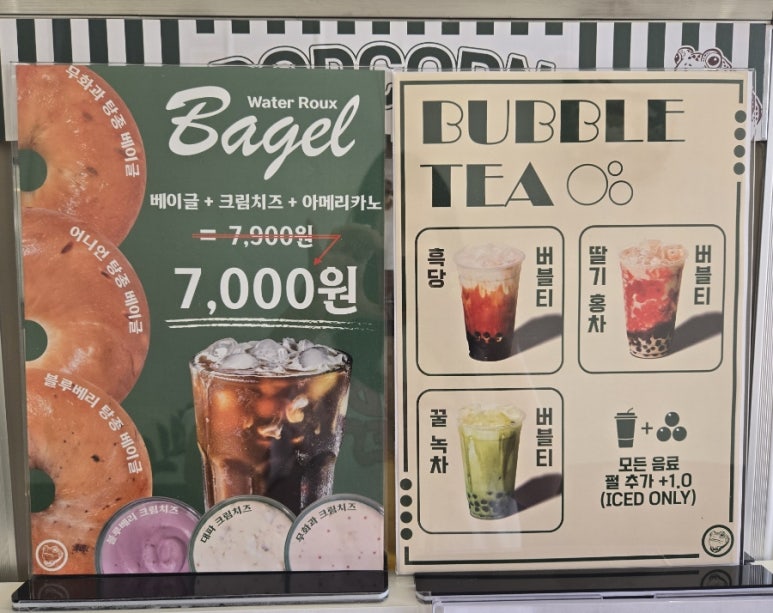 POPCORN
Water Roux
Bagel
무화과 탕종 베이글
어니언 탕종 베이글
블루베리 탕종 베이글
베이글 + 크림치즈 + 아메리카노
= 7,900원
7,000원
블루베리 크림치즈
대파 크림치즈
무화과 크림치즈
BUBBLE
TEA
흑당
버블티
딸기 홍차
버블티
꿀 녹차
버블티
+
모든 음료
펄 추가 +1.0
(ICED ONLY)